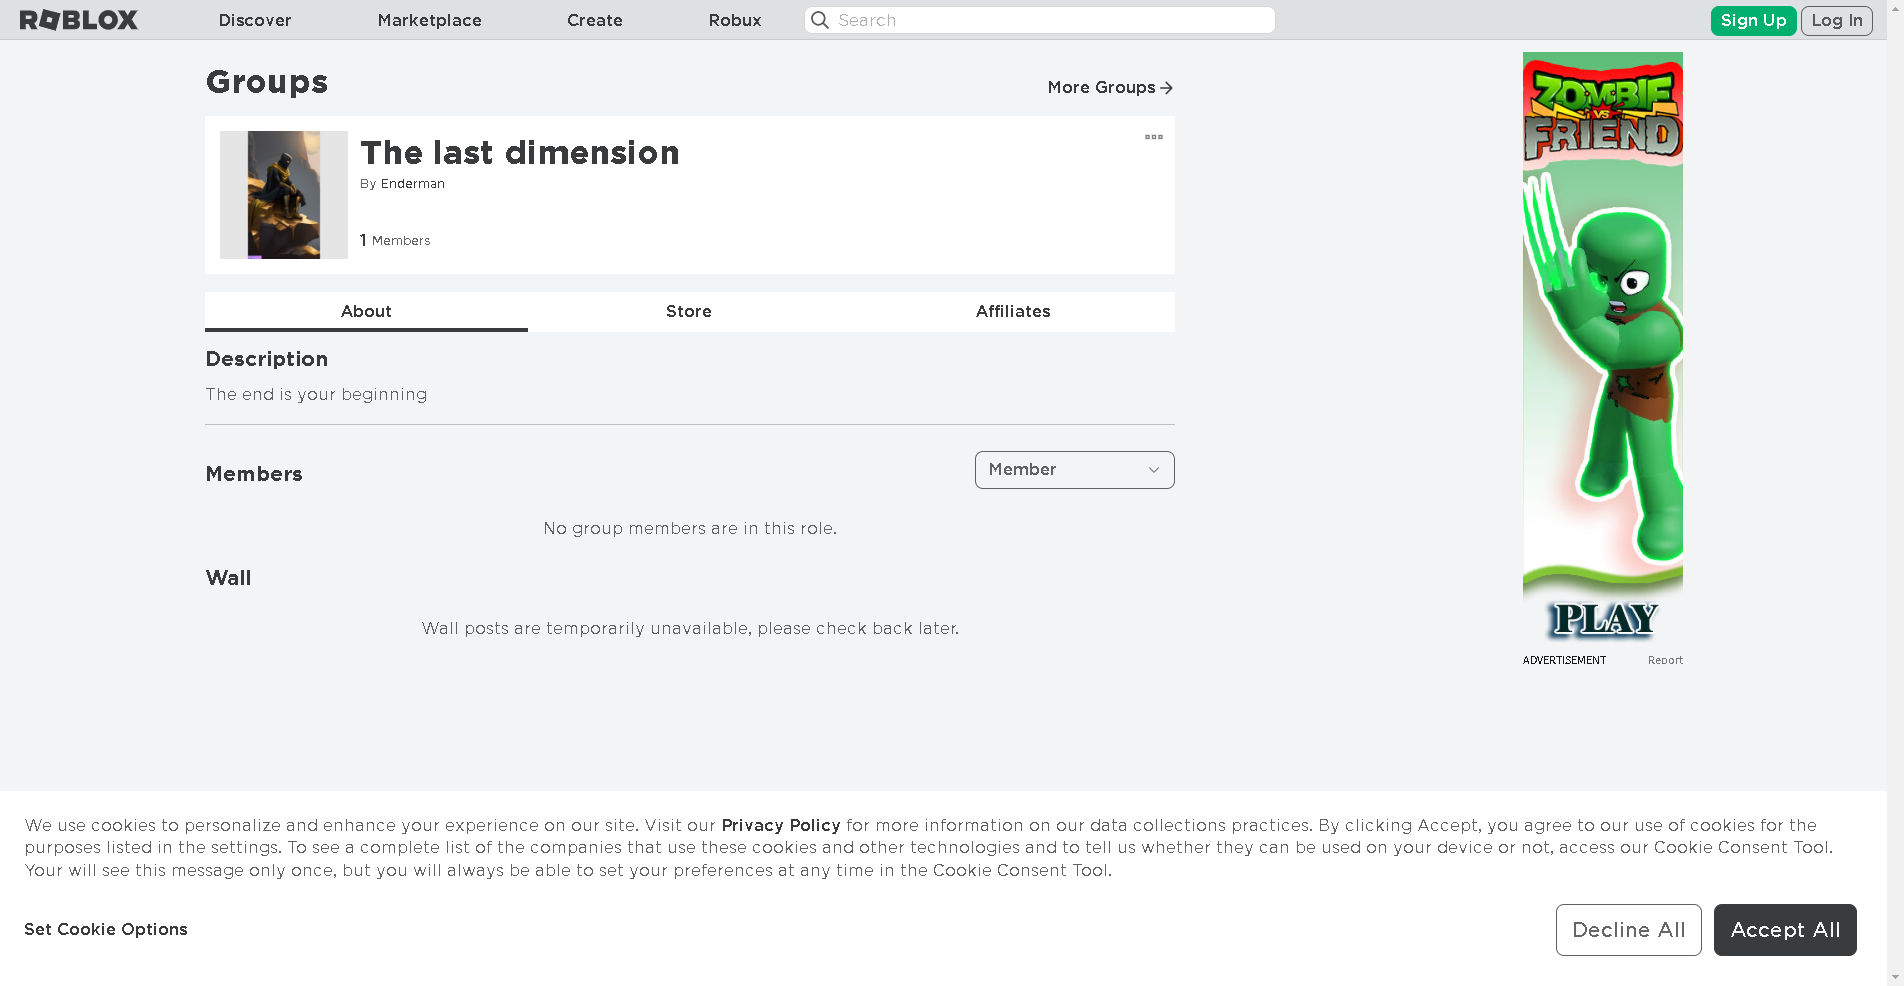 ROBLOX
Discover
Marketplace
Create
Robux
Search
Sign Up
Log In
Groups
More Groups
The last dimension
By Enderman
1 Members
About
Store
Affiliates
Description
The end is your beginning
Members
Member
No group members are in this role.
Wall
Wall posts are temporarily unavailable, please check back later.
ZOMBIE
VS
FRIEND
PLAY
ADVERTISEMENT
Report
We use cookies to personalize and enhance your experience on our site. Visit our Privacy Policy for more information on our data collections practices. By clicking Accept, you agree to our use of cookies for the
purposes listed in the settings. To see a complete list of the companies that use these cookies and other technologies and to tell us whether they can be used on your device or not, access our Cookie Consent Tool.
Your will see this message only once, but you will always be able to set your preferences at any time in the Cookie Consent Tool.
Set Cookie Options
Decline All
Accept All